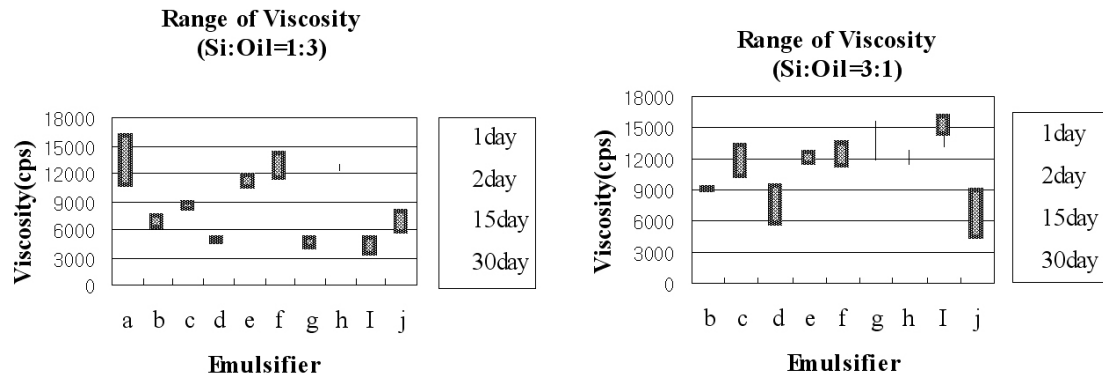 Range of Viscosity
(Si:Oil=1:3)
Viscosity(cps)
18000
15000
12000
9000
6000
3000
0
a b c d e f g h I j
Emulsifier
1day
2day
15day
30day
Range of Viscosity
(Si:Oil=3:1)
Viscosity(cps)
18000
15000
12000
9000
6000
3000
0
b c d e f g h I j
Emulsifier
1day
2day
15day
30day